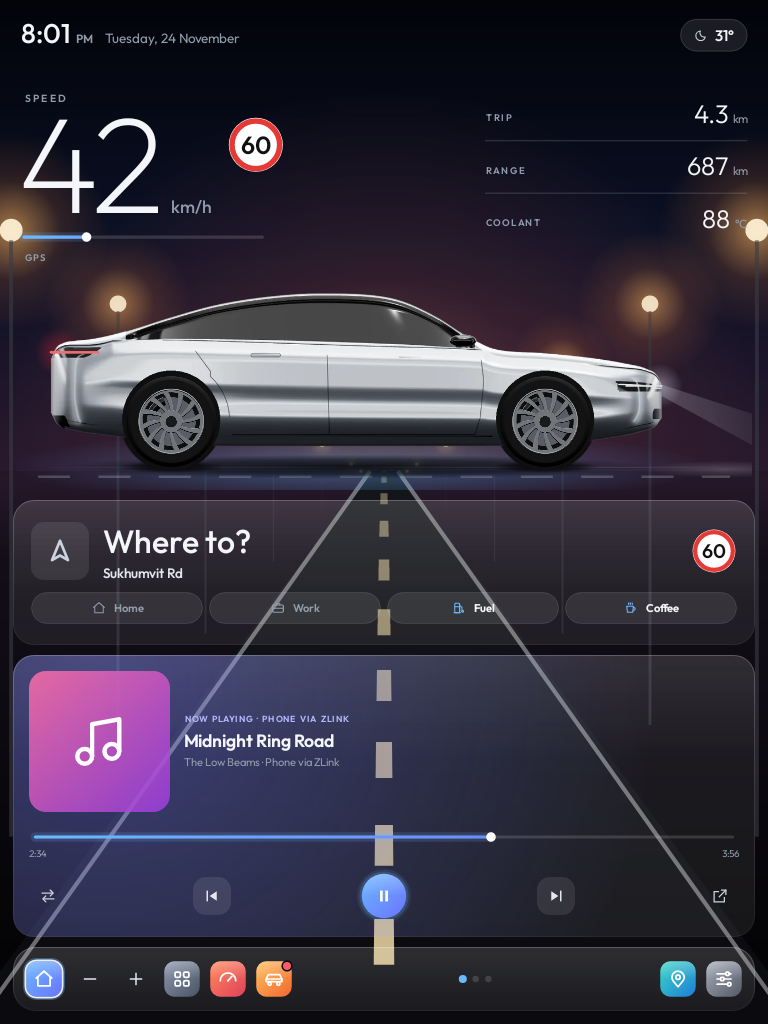 8:01 PM Tuesday, 24 November
31°
SPEED
42 km/h
60
GPS
TRIP 4.3 km
RANGE 687 km
COOLANT 88 °C
Where to?
Sukhumvit Rd
60
Home Work Fuel Coffee
NOW PLAYING · PHONE VIA ZLINK
Midnight Ring Road
The Low Beams · Phone via ZLink
2:34 3:56